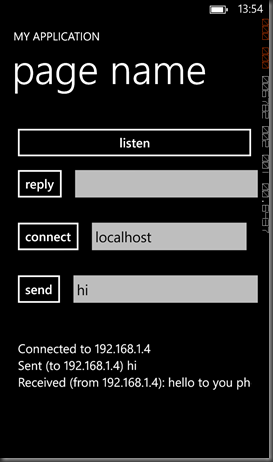 13:54
MY APPLICATION
page name
listen
reply
connect localhost
send hi
Connected to 192.168.1.4
Sent (to 192.168.1.4) hi
Received (from 192.168.1.4): hello to you ph